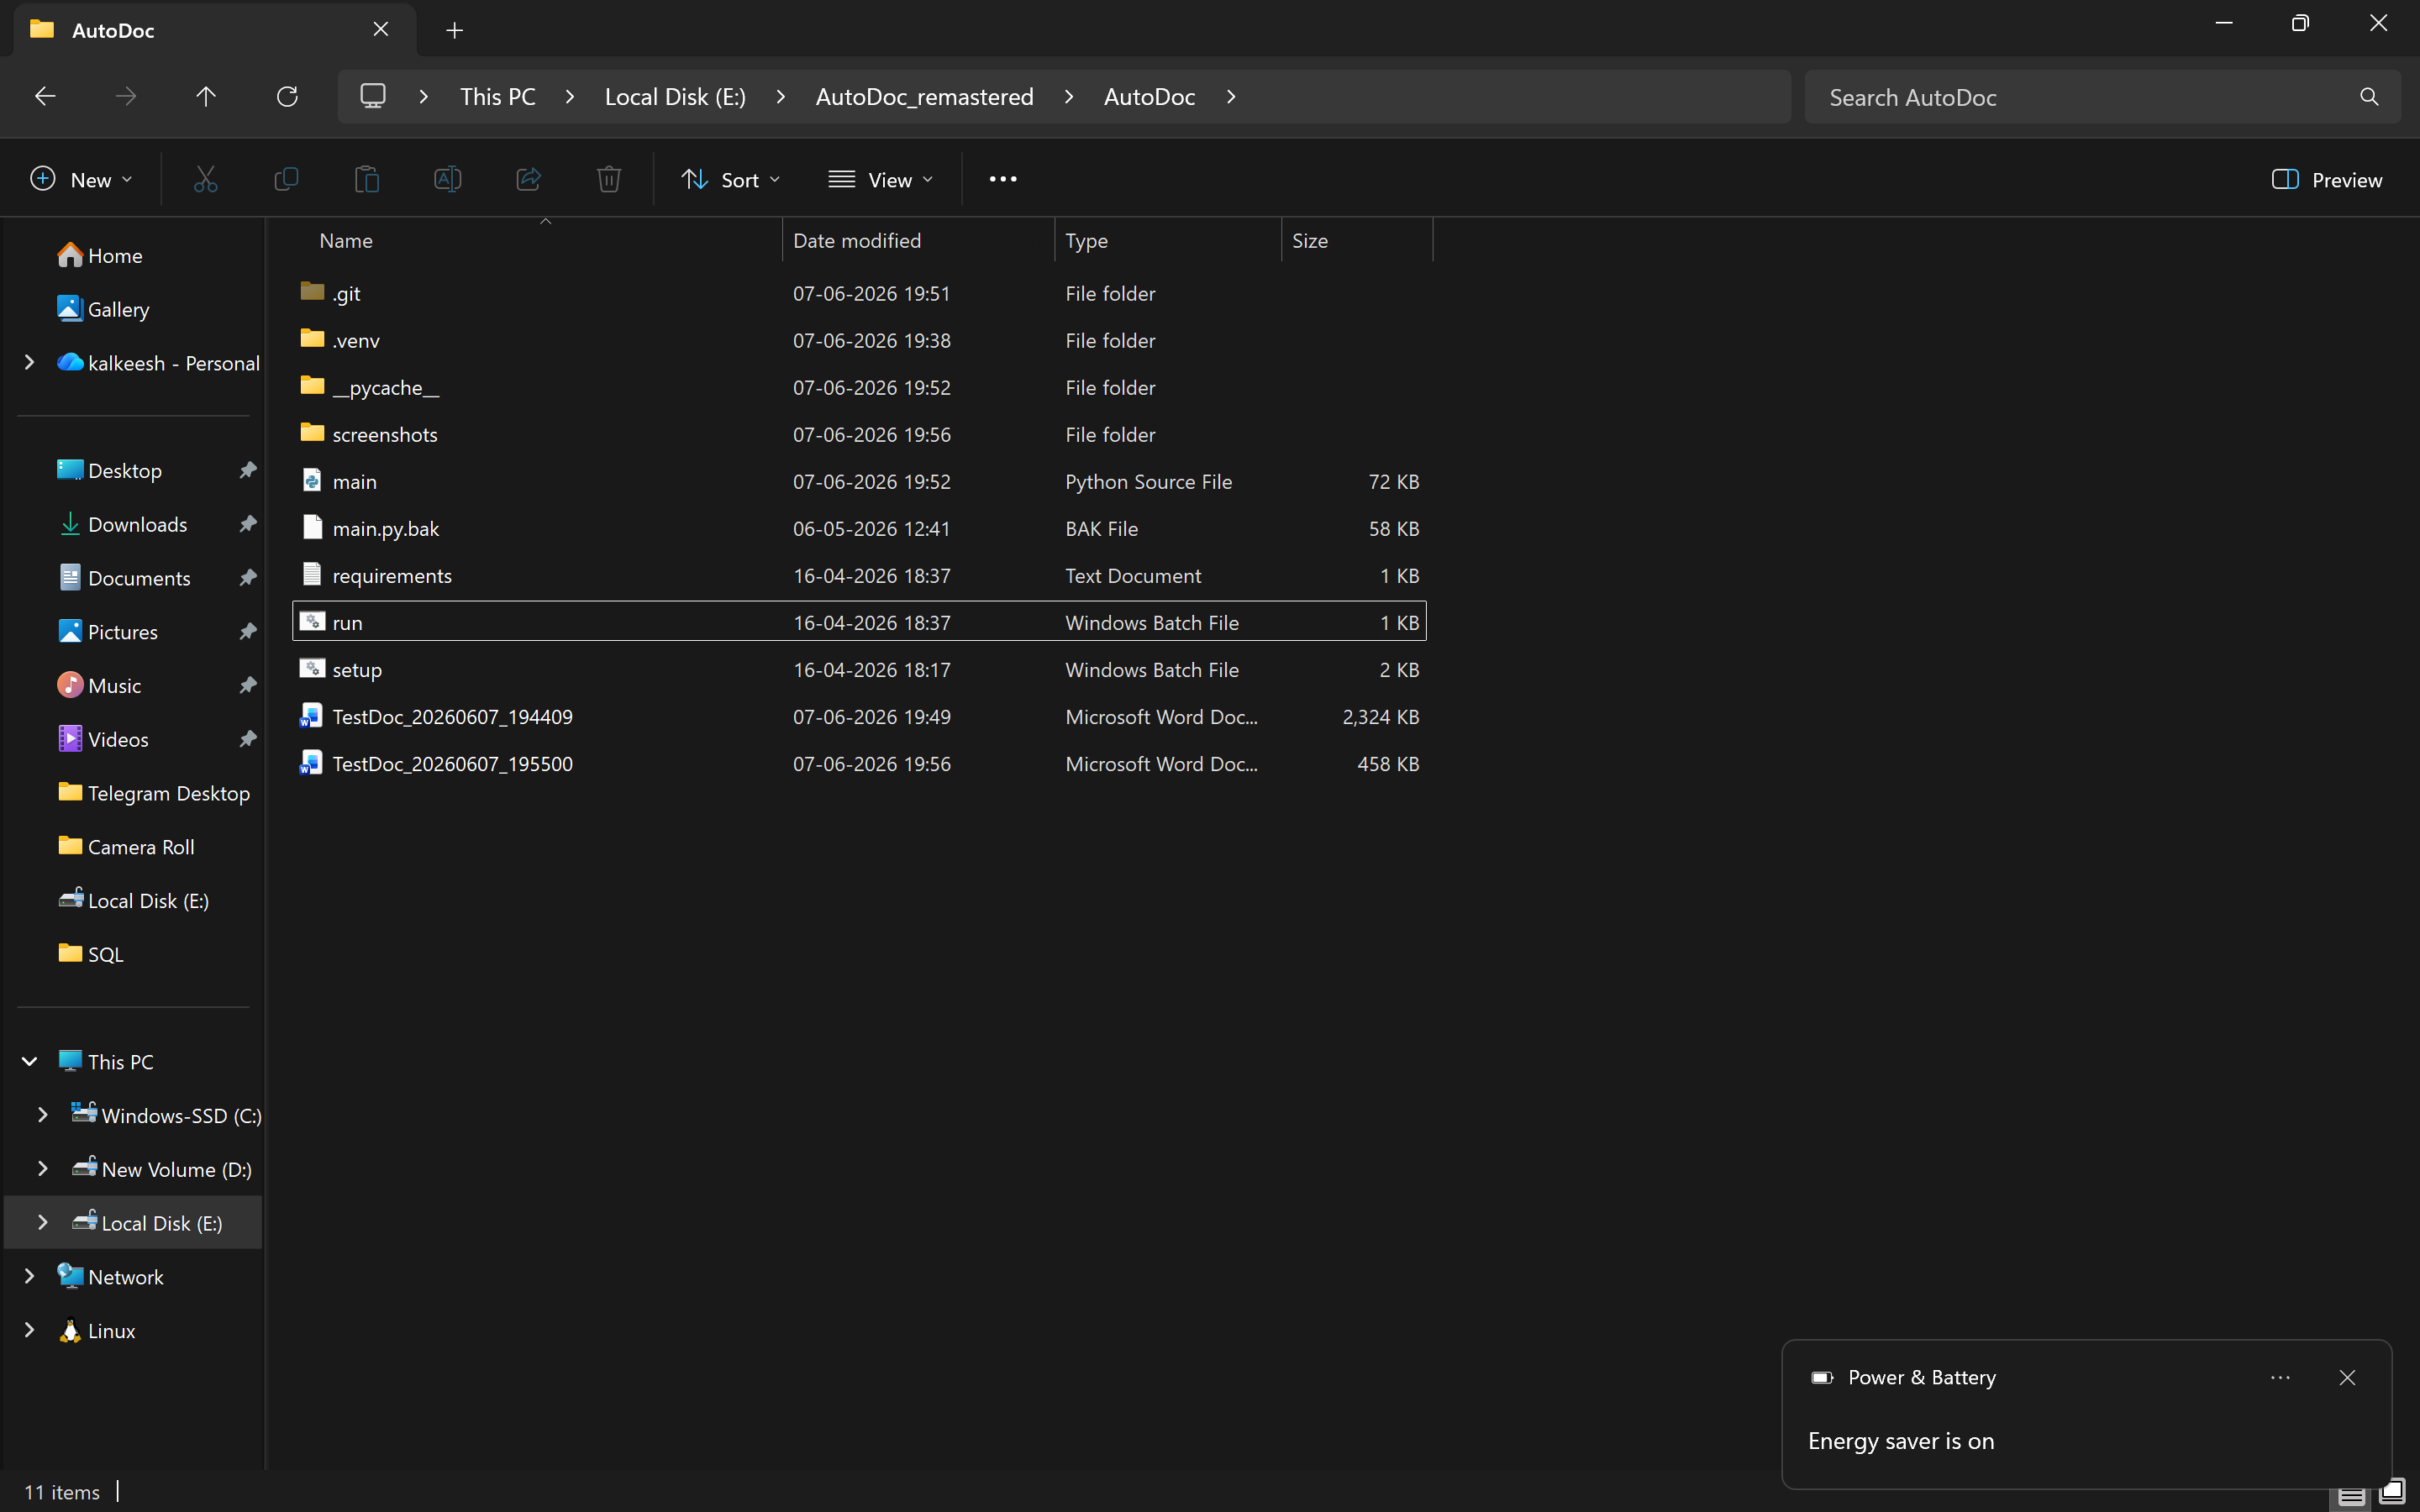 AutoDoc
This PC
Local Disk (E:)
AutoDoc_remastered
AutoDoc
Search AutoDoc
New
Sort
View
Preview
Home
Gallery
kalkeesh - Personal
Desktop
Downloads
Documents
Pictures
Music
Videos
Telegram Desktop
Camera Roll
Local Disk (E:)
SQL
This PC
Windows-SSD (C:)
New Volume (D:)
Local Disk (E:)
Network
Linux
Name Date modified Type Size
.git 07-06-2026 19:51 File folder
.venv 07-06-2026 19:38 File folder
__pycache__ 07-06-2026 19:52 File folder
screenshots 07-06-2026 19:56 File folder
main 07-06-2026 19:52 Python Source File 72 KB
main.py.bak 06-05-2026 12:41 BAK File 58 KB
requirements 16-04-2026 18:37 Text Document 1 KB
run 16-04-2026 18:37 Windows Batch File 1 KB
setup 16-04-2026 18:17 Windows Batch File 2 KB
TestDoc_20260607_194409 07-06-2026 19:49 Microsoft Word Doc... 2,324 KB
TestDoc_20260607_195500 07-06-2026 19:56 Microsoft Word Doc... 458 KB
Power & Battery
Energy saver is on
11 items